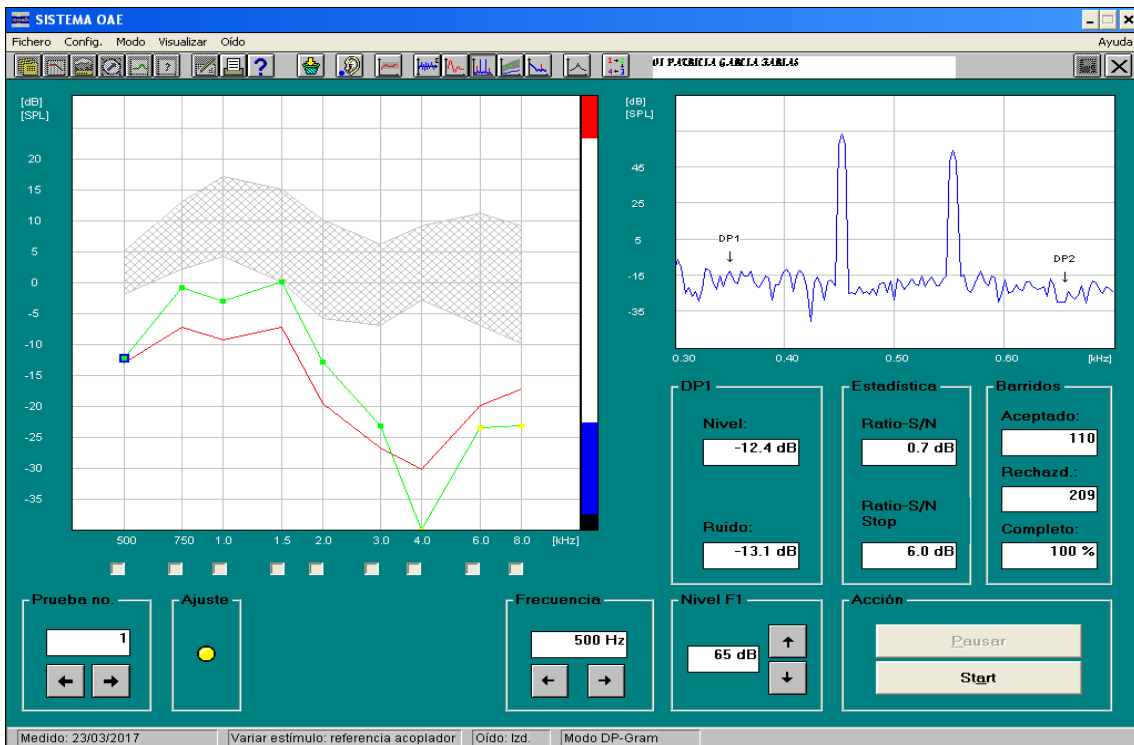 SISTEMA OAE
Fichero Config. Modo Visualizar Oído Ayuda
[dB]
[SPL]
20
15
10
5
0
-5
-10
-15
-20
-25
-30
-35
500 750 1.0 1.5 2.0 3.0 4.0 6.0 8.0 [kHz]
[dB]
[SPL]
45
25
5
-15
-35
DP1
DP2
0.30 0.40 0.50 0.60 [kHz]
DP1
Nivel:
-12.4 dB
Ruido:
-13.1 dB
Estadística
Ratio-S/N
0.7 dB
Ratio-S/N
Stop
6.0 dB
Barridos
Aceptado:
110
Rechazd.:
209
Completo:
100 %
Prueba no.
1
Ajuste
Frecuencia
500 Hz
Nivel F1
65 dB
Acción
Pausar
Start
Medido: 23/03/2017 Variar estímulo: referencia acoplador Oído: Izd. Modo DP-Gram